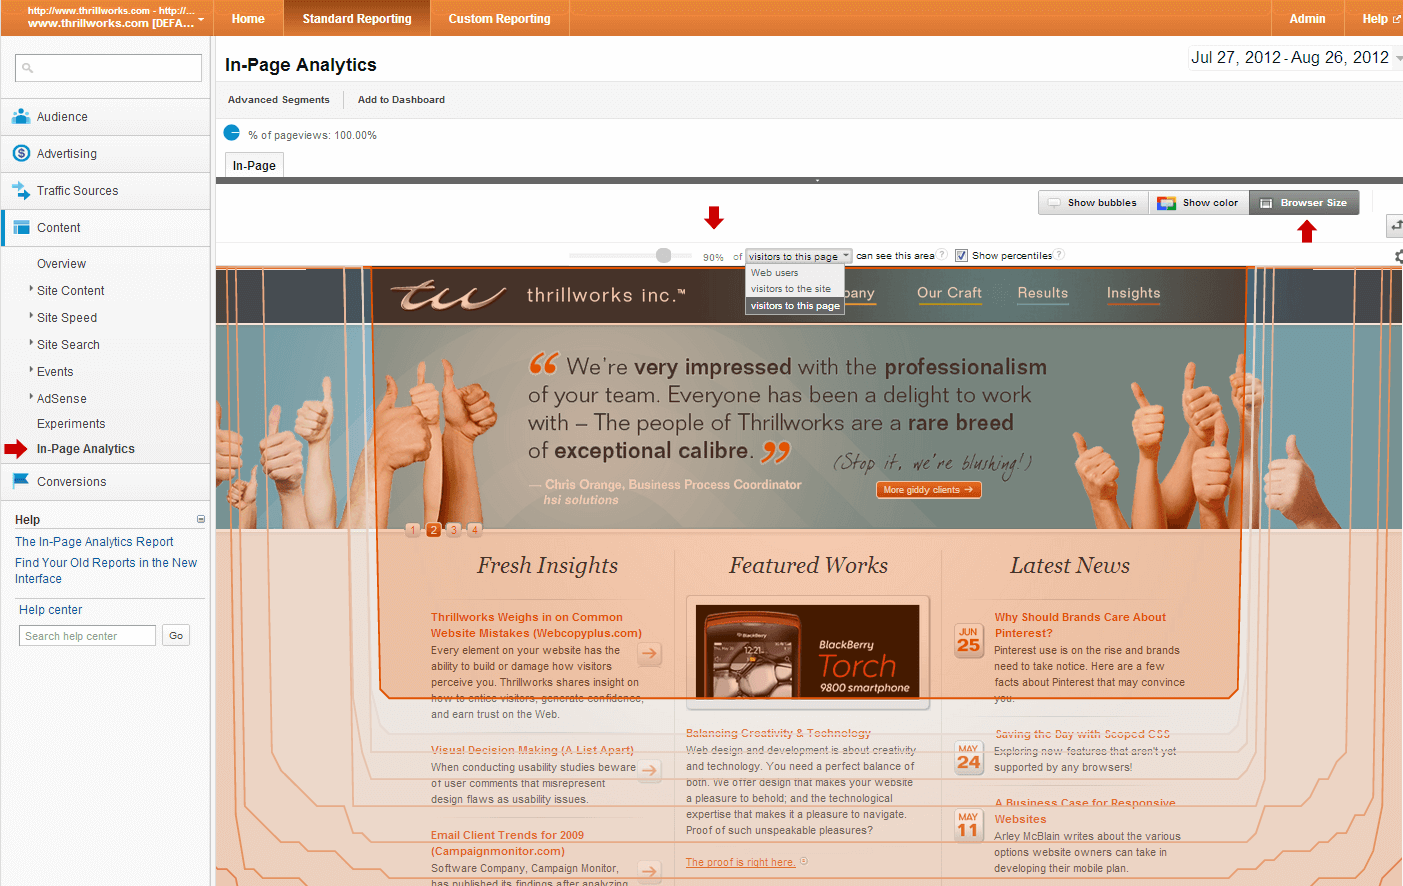 http://www.thrillworks.com - http://...
www.thrillworks.com [DEFA...
Home
Standard Reporting
Custom Reporting
Admin
Help
In-Page Analytics
Jul 27, 2012 - Aug 26, 2012
Advanced Segments
Add to Dashboard
% of pageviews: 100.00%
In-Page
Audience
Advertising
Traffic Sources
Content
Overview
Site Content
Site Speed
Site Search
Events
AdSense
Experiments
In-Page Analytics
Conversions
Help
The In-Page Analytics Report
Find Your Old Reports in the New
Interface
Help center
Search help center
Go
Show bubbles
Show color
Browser Size
90% of visitors to this page can see this area ? Show percentiles ?
Web users
visitors to the site
visitors to this page
tw
thrillworks inc.™
pany
Our Craft
Results
Insights
“ We're very impressed with the professionalism
of your team. Everyone has been a delight to work
with – The people of Thrillworks are a rare breed
of exceptional calibre. ”
(Stop it, we're blushing!)
— Chris Orange, Business Process Coordinator
hsi solutions
More giddy clients →
1 2 3 4
Fresh Insights
Thrillworks Weighs in on Common
Website Mistakes (Webcopyplus.com)
Every element on your website has the
ability to build or damage how visitors
perceive you. Thrillworks shares insight on
how to entice visitors, generate confidence,
and earn trust on the Web.
Visual Decision Making (A List Apart)
When conducting usability studies beware
of user comments that misrepresent
design flaws as usability issues.
Email Client Trends for 2009
(Campaignmonitor.com)
Software Company, Campaign Monitor,
has published its findings after analyzing
Featured Works
BlackBerry
12:21
BlackBerry
Torch
9800 smartphone
Balancing Creativity & Technology
Web design and development is about creativity
and technology. You need a perfect balance of
both. We offer design that makes your website
a pleasure to behold; and the technological
expertise that makes it a pleasure to navigate.
Proof of such unspeakable pleasures?
The proof is right here.
Latest News
JUN
25
Why Should Brands Care About
Pinterest?
Pinterest use is on the rise and brands
need to take notice. Here are a few
facts about Pinterest that may convince
you.
MAY
24
Saving the Day with Scoped CSS
Exploring new features that aren't yet
supported by any browsers!
MAY
11
A Business Case for Responsive
Websites
Arley McBlain writes about the various
options website owners can take in
developing their mobile plan.